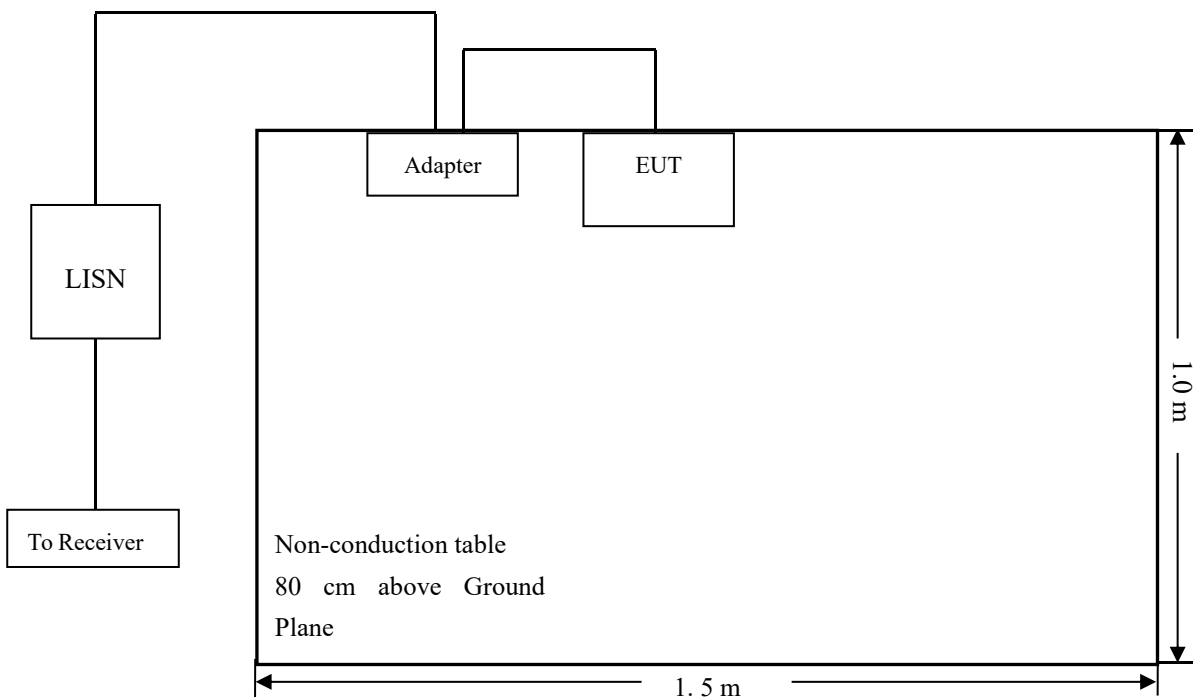 Adapter
EUT
LISN
To Receiver
Non-conduction table
80 cm above Ground
Plane
1.0 m
1. 5 m